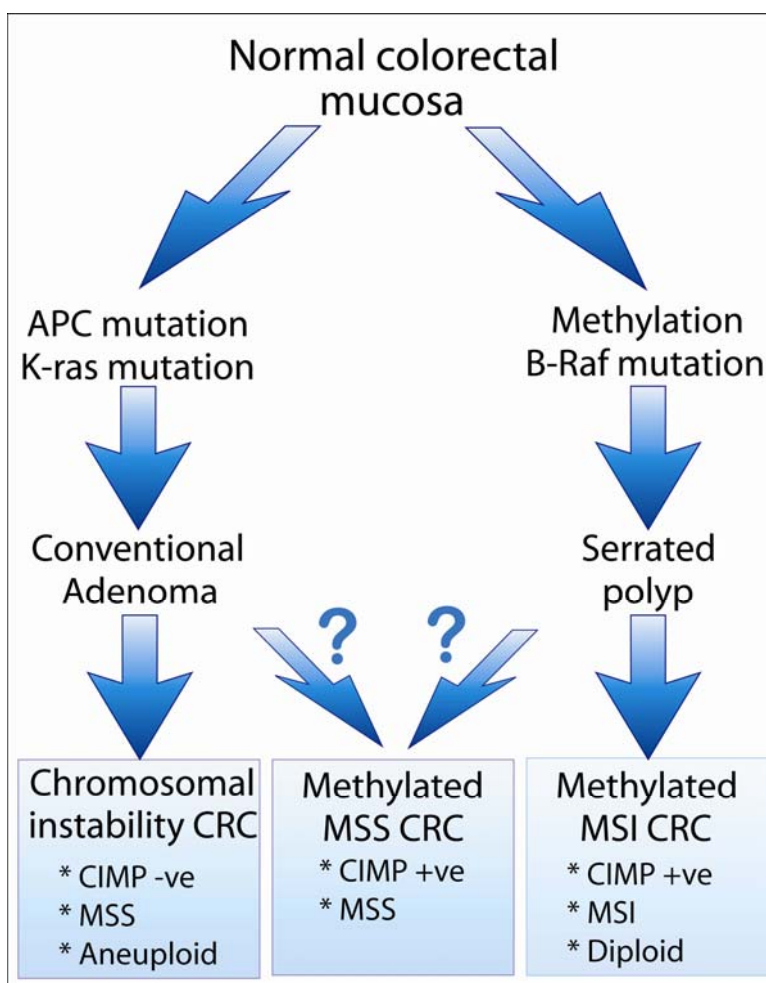 Normal colorectal
mucosa
APC mutation
K-ras mutation
Methylation
B-Raf mutation
Conventional
Adenoma
Serrated
polyp
?
?
Chromosomal
instability CRC
* CIMP -ve
* MSS
* Aneuploid
Methylated
MSS CRC
* CIMP +ve
* MSS
Methylated
MSI CRC
* CIMP +ve
* MSI
* Diploid